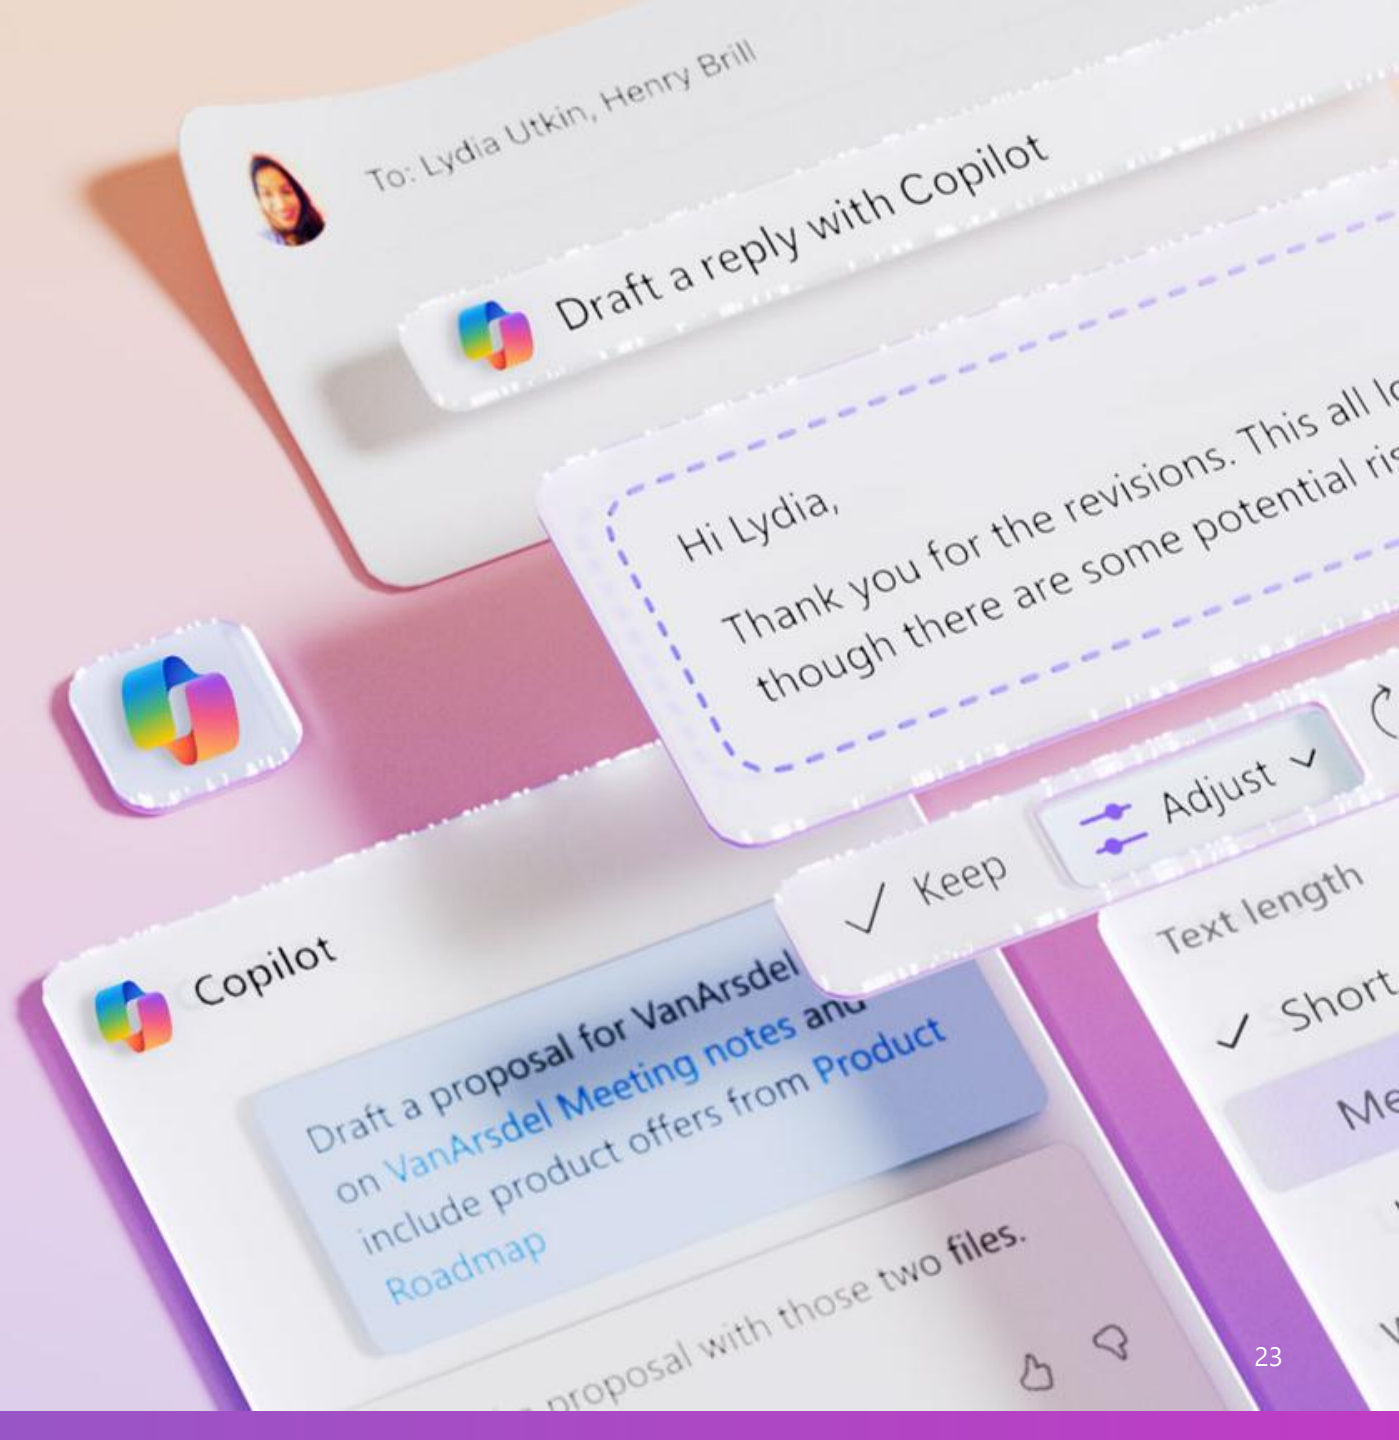 To: Lydia Utkin, Henry Brill
Draft a reply with Copilot
Hi Lydia,
Thank you for the revisions. This all
though there are some potential
Keep
Adjust
Text length
Short
Copilot
Draft a proposal for VanArsdel
on VanArsdel Meeting notes and
include product offers from Product
Roadmap
proposal with those two files.
23